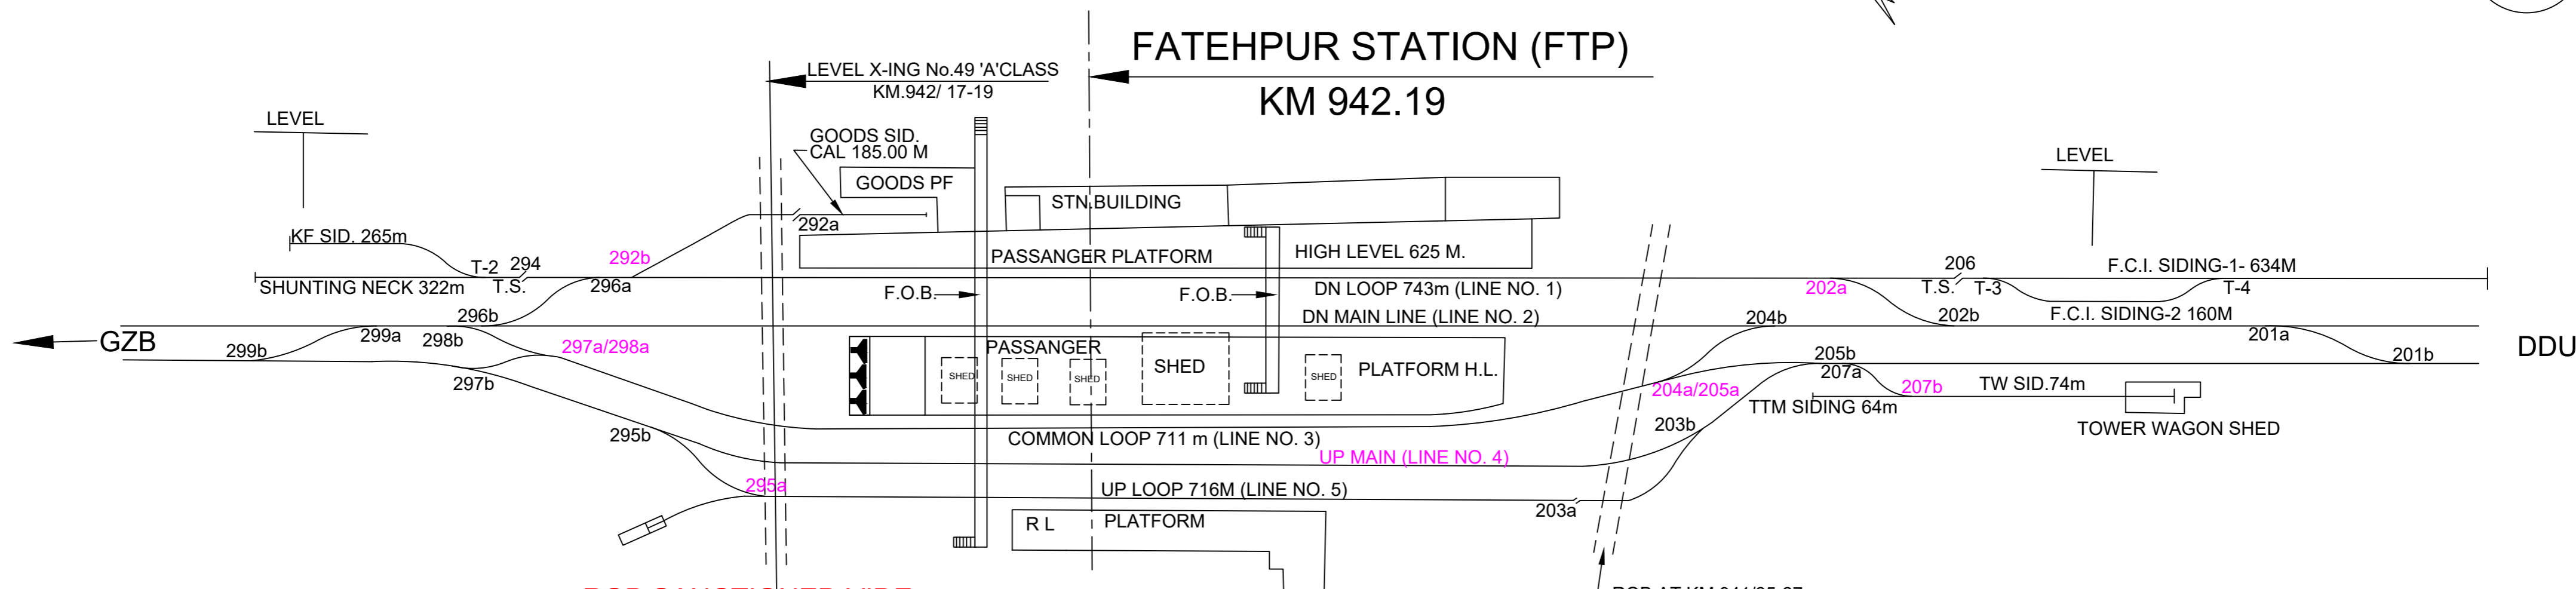 FATEHPUR STATION (FTP)
KM 942.19
LEVEL X-ING No.49 'A'CLASS
KM.942/ 17-19
LEVEL
GOODS SID.
CAL 185.00 M
GOODS PF
STN.BUILDING
LEVEL
292a
KF SID. 265m
T-2
294
292b
PASSANGER PLATFORM
HIGH LEVEL 625 M.
206
F.C.I. SIDING-1- 634M
SHUNTING NECK 322m
T.S.
296a
F.O.B.
F.O.B.
DN LOOP 743m (LINE NO. 1)
202a
T.S.
T-3
T-4
296b
DN MAIN LINE (LINE NO. 2)
204b
202b
F.C.I. SIDING-2 160M
GZB
299a
298b
299b
297a/298a
PASSANGER
201a
201b
DDU
297b
SHED
SHED
SHED
SHED
SHED
PLATFORM H.L.
205b
207a
204a/205a
207b
TW SID.74m
TTM SIDING 64m
TOWER WAGON SHED
295b
COMMON LOOP 711 m (LINE NO. 3)
203b
UP MAIN (LINE NO. 4)
295a
UP LOOP 716M (LINE NO. 5)
203a
R L
PLATFORM